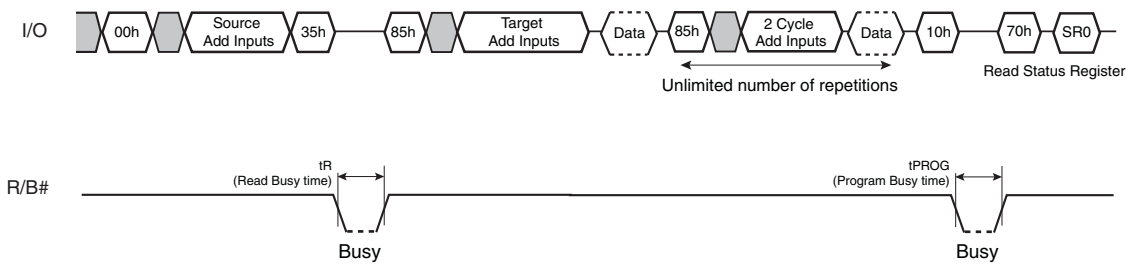 I/O
00h
Source
Add Inputs
35h
85h
Target
Add Inputs
Data
85h
2 Cycle
Add Inputs
Data
10h
70h
SR0
Unlimited number of repetitions
Read Status Register
R/B#
tR
(Read Busy time)
Busy
tPROG
(Program Busy time)
Busy